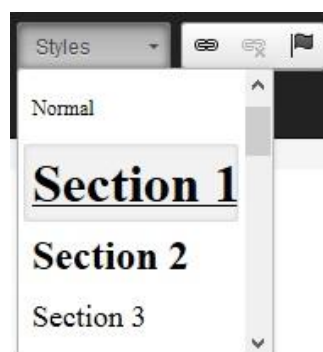 Styles
Normal
Section 1
Section 2
Section 3